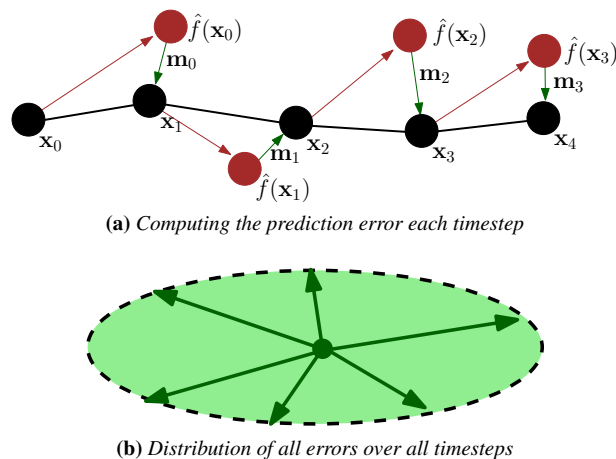 f̂(x₀)
m₀
f̂(x₂)
m₂
f̂(x₃)
m₃
x₀
x₁
m₁
x₂
x₃
x₄
f̂(x₁)
(a) Computing the prediction error each timestep
(b) Distribution of all errors over all timesteps